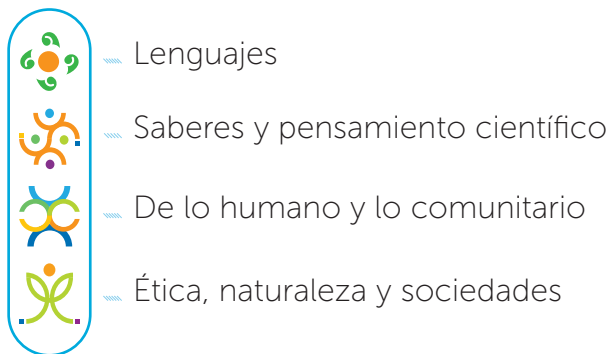 Lenguajes
Saberes y pensamiento científico
De lo humano y lo comunitario
Ética, naturaleza y sociedades